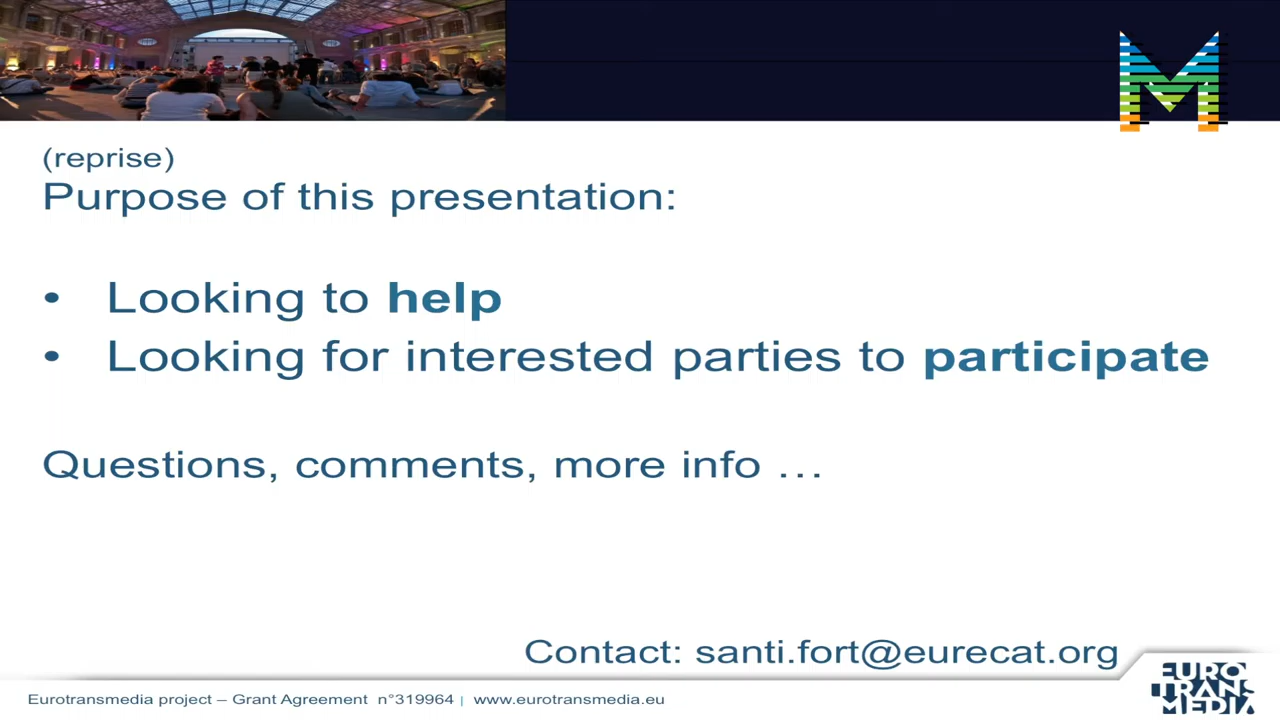 M
(reprise)
Purpose of this presentation:
• Looking to help
• Looking for interested parties to participate
Questions, comments, more info …
Contact: santi.fort@eurecat.org
Eurotransmedia project – Grant Agreement n°319964 | www.eurotransmedia.eu
EURO
TRANS
MEDIA